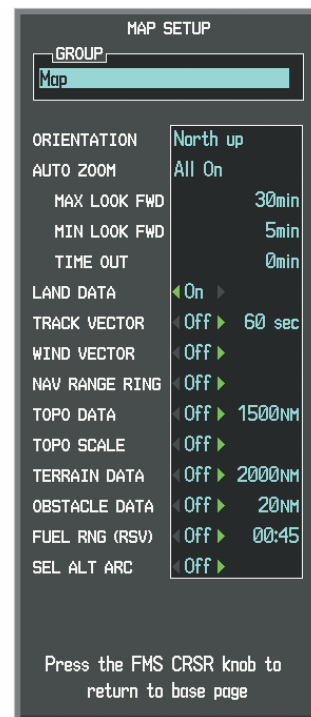 MAP SETUP
GROUP
Map
ORIENTATION North up
AUTO ZOOM All On
MAX LOOK FWD 30min
MIN LOOK FWD 5min
TIME OUT 0min
LAND DATA On
TRACK VECTOR Off 60 sec
WIND VECTOR Off
NAV RANGE RING Off
TOPO DATA Off 1500NM
TOPO SCALE Off
TERRAIN DATA Off 2000NM
OBSTACLE DATA Off 20NM
FUEL RNG (RSV) Off 00:45
SEL ALT ARC Off
Press the FMS CRSR knob to
return to base page